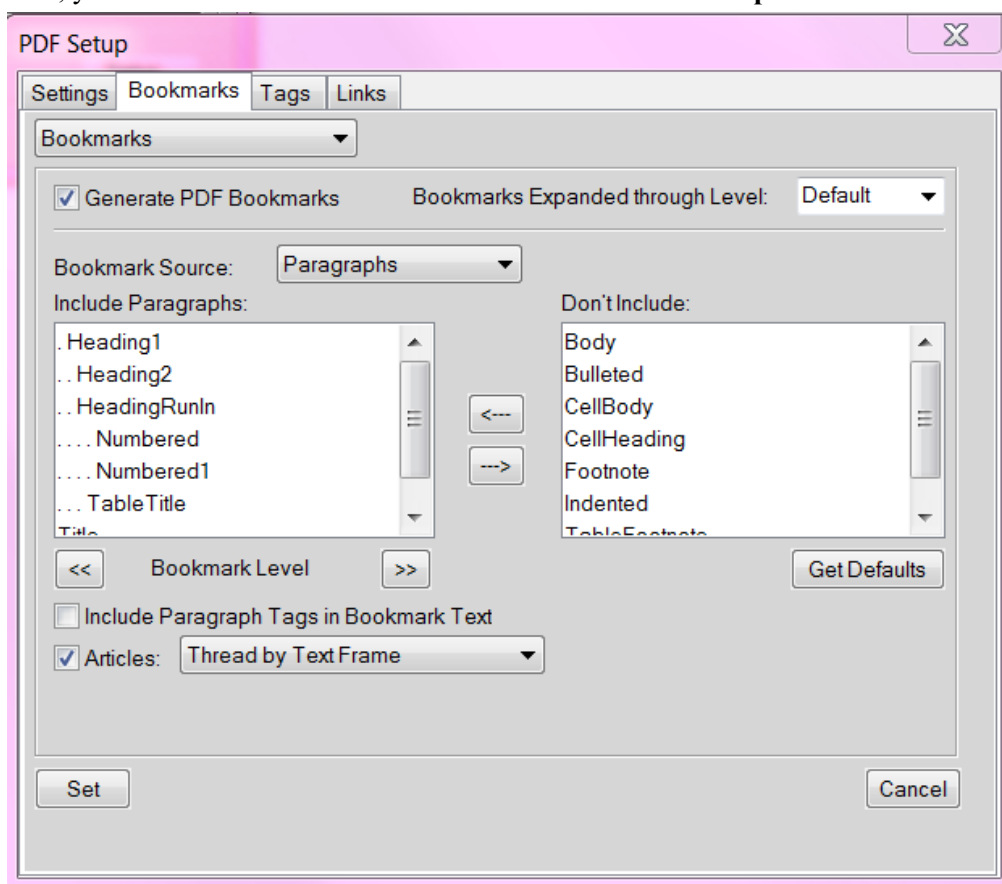 PDF Setup
Settings Bookmarks Tags Links
Bookmarks
Generate PDF Bookmarks Bookmarks Expanded through Level: Default
Bookmark Source: Paragraphs
Include Paragraphs: Don't Include:
. Heading1 Body
. . Heading2 Bulleted
. . HeadingRunIn CellBody
<---
. . . . Numbered CellHeading
. . . . Numbered1 Footnote
--->
. . . TableTitle Indented
Title TableFootnote
<< Bookmark Level >> Get Defaults
Include Paragraph Tags in Bookmark Text
Articles: Thread by Text Frame
Set Cancel